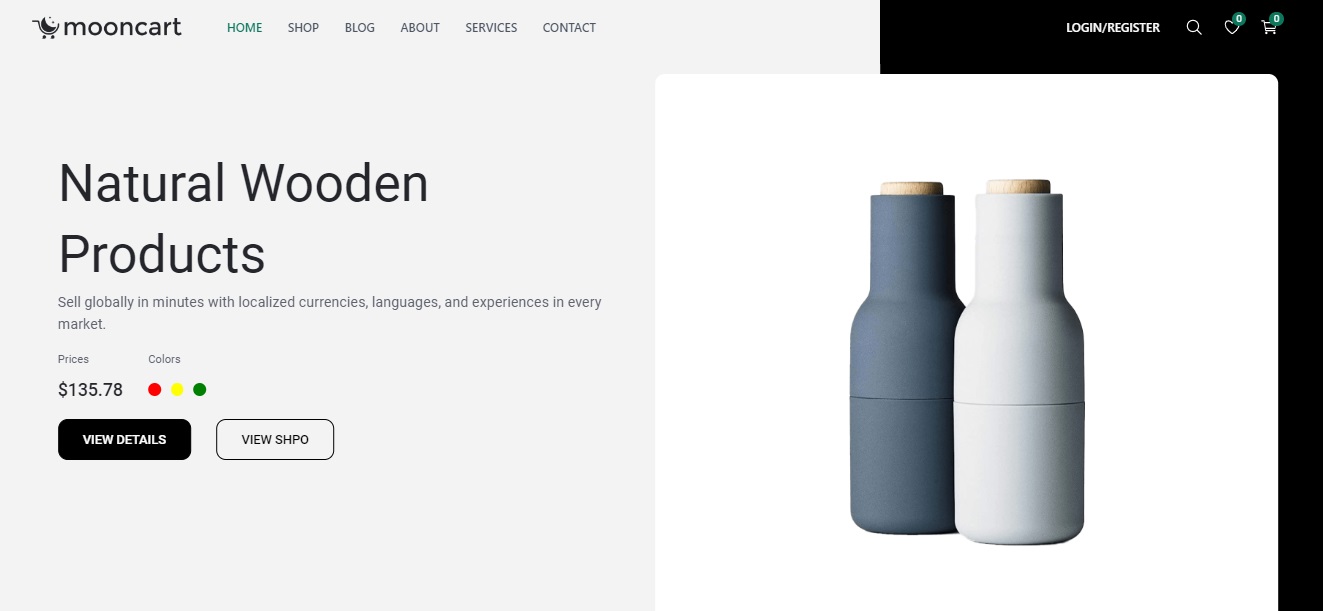 mooncart HOME SHOP BLOG ABOUT SERVICES CONTACT LOGIN/REGISTER 0 0
Natural Wooden
Products
Sell globally in minutes with localized currencies, languages, and experiences in every
market.
Prices Colors
$135.78
VIEW DETAILS VIEW SHPO